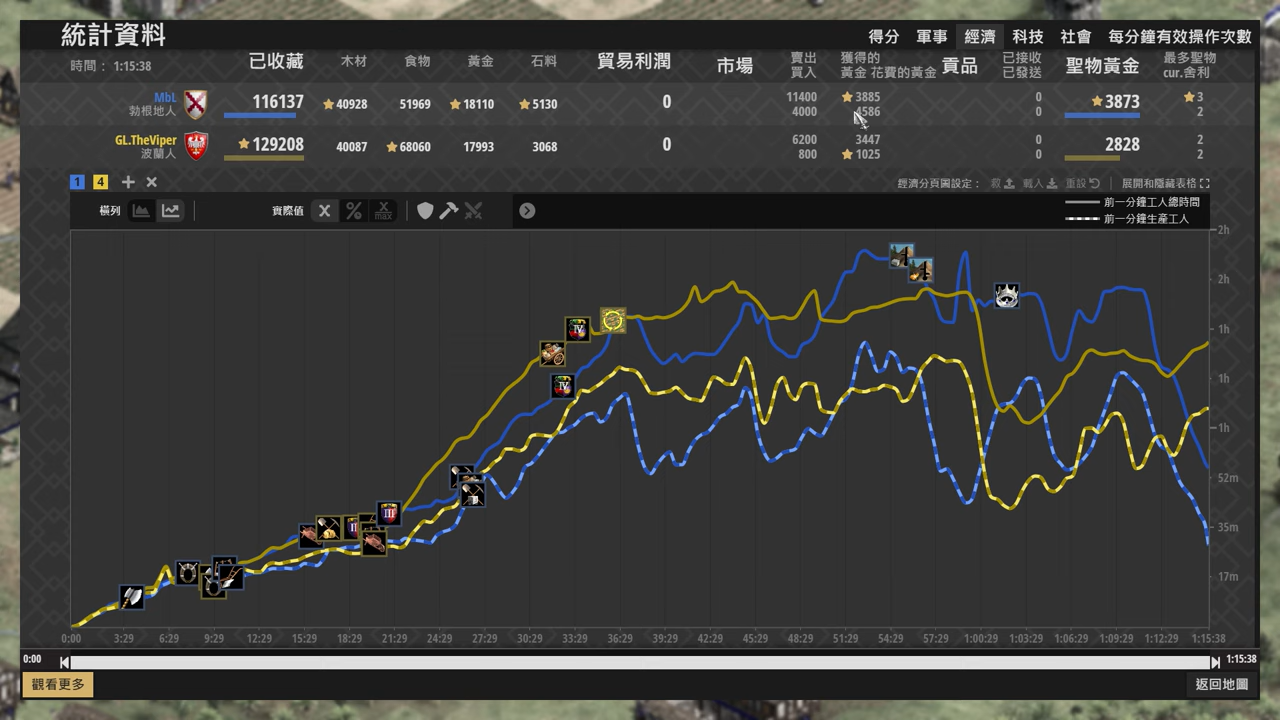 統計資料
得分 軍事 經濟 科技 社會 每分鐘有效操作次數
時間： 1:15:38
已收藏 木材 食物 黃金 石料 貿易利潤 市場 賣出 買入 獲得的黃金 花費的黃金 貢品 已接收 已發送 聖物黃金 最多聖物 cur.舍利
MbL 勃根地人 116137 40928 51969 18110 5130 0 11400 4000 3885 4586 0 0 3873 3 2
GL.TheViper 波蘭人 129208 40087 68060 17993 3068 0 6200 800 3447 1025 0 0 2828 2 2
1 4 + ×
經濟分頁圖設定： 載入 重設 | 展開和隱藏表格
橫列 實際值 X % X max
前一分鐘工人總時間
前一分鐘生產工人
2h
2h
1h
1h
1h
52m
35m
17m
IV
IV
II
III
0:00 3:29 6:29 9:29 12:29 15:29 18:29 21:29 24:29 27:29 30:29 33:29 36:29 39:29 42:29 45:29 48:29 51:29 54:29 57:29 1:00:29 1:03:29 1:06:29 1:09:29 1:12:29 1:15:38
0:00 1:15:38
觀看更多 返回地圖